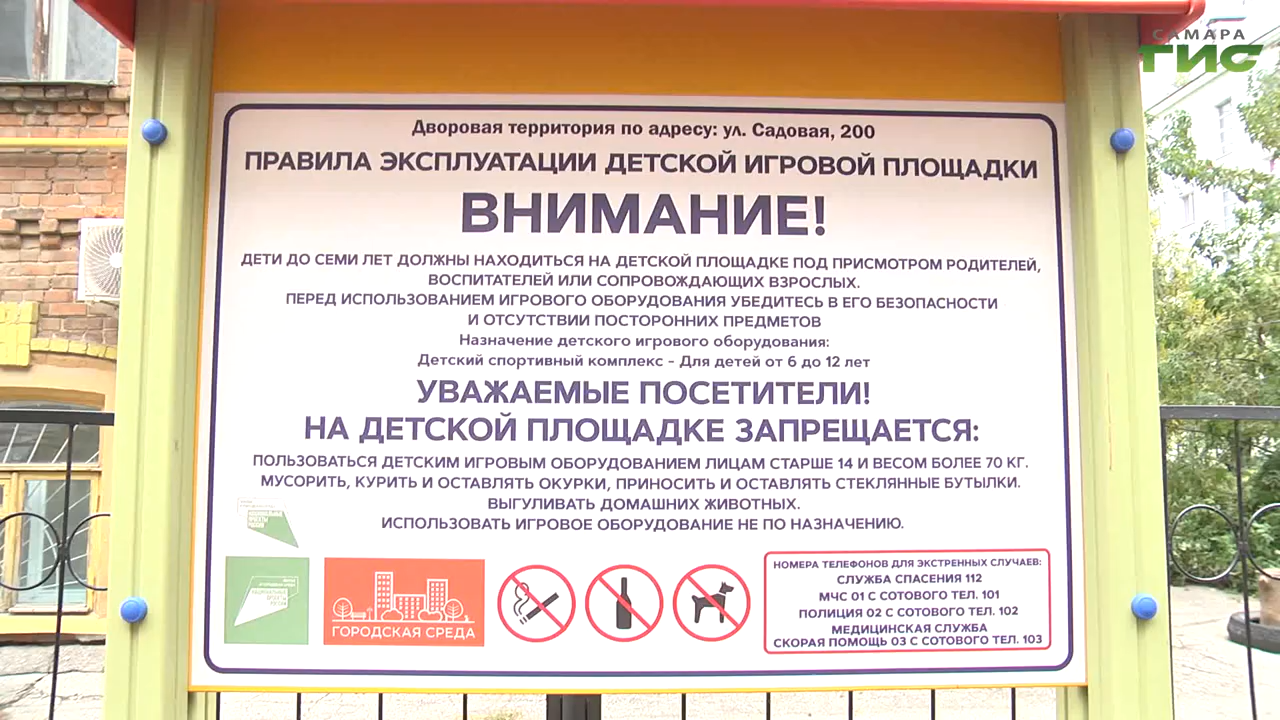 САМАРА
ГИС
Дворовая территория по адресу: ул. Садовая, 200
ПРАВИЛА ЭКСПЛУАТАЦИИ ДЕТСКОЙ ИГРОВОЙ ПЛОЩАДКИ
ВНИМАНИЕ!
ДЕТИ ДО СЕМИ ЛЕТ ДОЛЖНЫ НАХОДИТЬСЯ НА ДЕТСКОЙ ПЛОЩАДКЕ ПОД ПРИСМОТРОМ РОДИТЕЛЕЙ,
ВОСПИТАТЕЛЕЙ ИЛИ СОПРОВОЖДАЮЩИХ ВЗРОСЛЫХ.
ПЕРЕД ИСПОЛЬЗОВАНИЕМ ИГРОВОГО ОБОРУДОВАНИЯ УБЕДИТЕСЬ В ЕГО БЕЗОПАСНОСТИ
И ОТСУТСТВИИ ПОСТОРОННИХ ПРЕДМЕТОВ
Назначение детского игрового оборудования:
Детский спортивный комплекс - Для детей от 6 до 12 лет
УВАЖАЕМЫЕ ПОСЕТИТЕЛИ!
НА ДЕТСКОЙ ПЛОЩАДКЕ ЗАПРЕЩАЕТСЯ:
ПОЛЬЗОВАТЬСЯ ДЕТСКИМ ИГРОВЫМ ОБОРУДОВАНИЕМ ЛИЦАМ СТАРШЕ 14 И ВЕСОМ БОЛЕЕ 70 КГ.
МУСОРИТЬ, КУРИТЬ И ОСТАВЛЯТЬ ОКУРКИ, ПРИНОСИТЬ И ОСТАВЛЯТЬ СТЕКЛЯННЫЕ БУТЫЛКИ.
ВЫГУЛИВАТЬ ДОМАШНИХ ЖИВОТНЫХ.
ИСПОЛЬЗОВАТЬ ИГРОВОЕ ОБОРУДОВАНИЕ НЕ ПО НАЗНАЧЕНИЮ.
НАЦИОНАЛЬНЫЕ
ПРОЕКТЫ
РОССИИ
НАЦИОНАЛЬНЫЕ
ПРОЕКТЫ
РОССИИ
ГОРОДСКАЯ СРЕДА
НОМЕРА ТЕЛЕФОНОВ ДЛЯ ЭКСТРЕННЫХ СЛУЧАЕВ:
СЛУЖБА СПАСЕНИЯ 112
МЧС 01 С СОТОВОГО ТЕЛ. 101
ПОЛИЦИЯ 02 С СОТОВОГО ТЕЛ. 102
МЕДИЦИНСКАЯ СЛУЖБА
СКОРАЯ ПОМОЩЬ 03 С СОТОВОГО ТЕЛ. 103